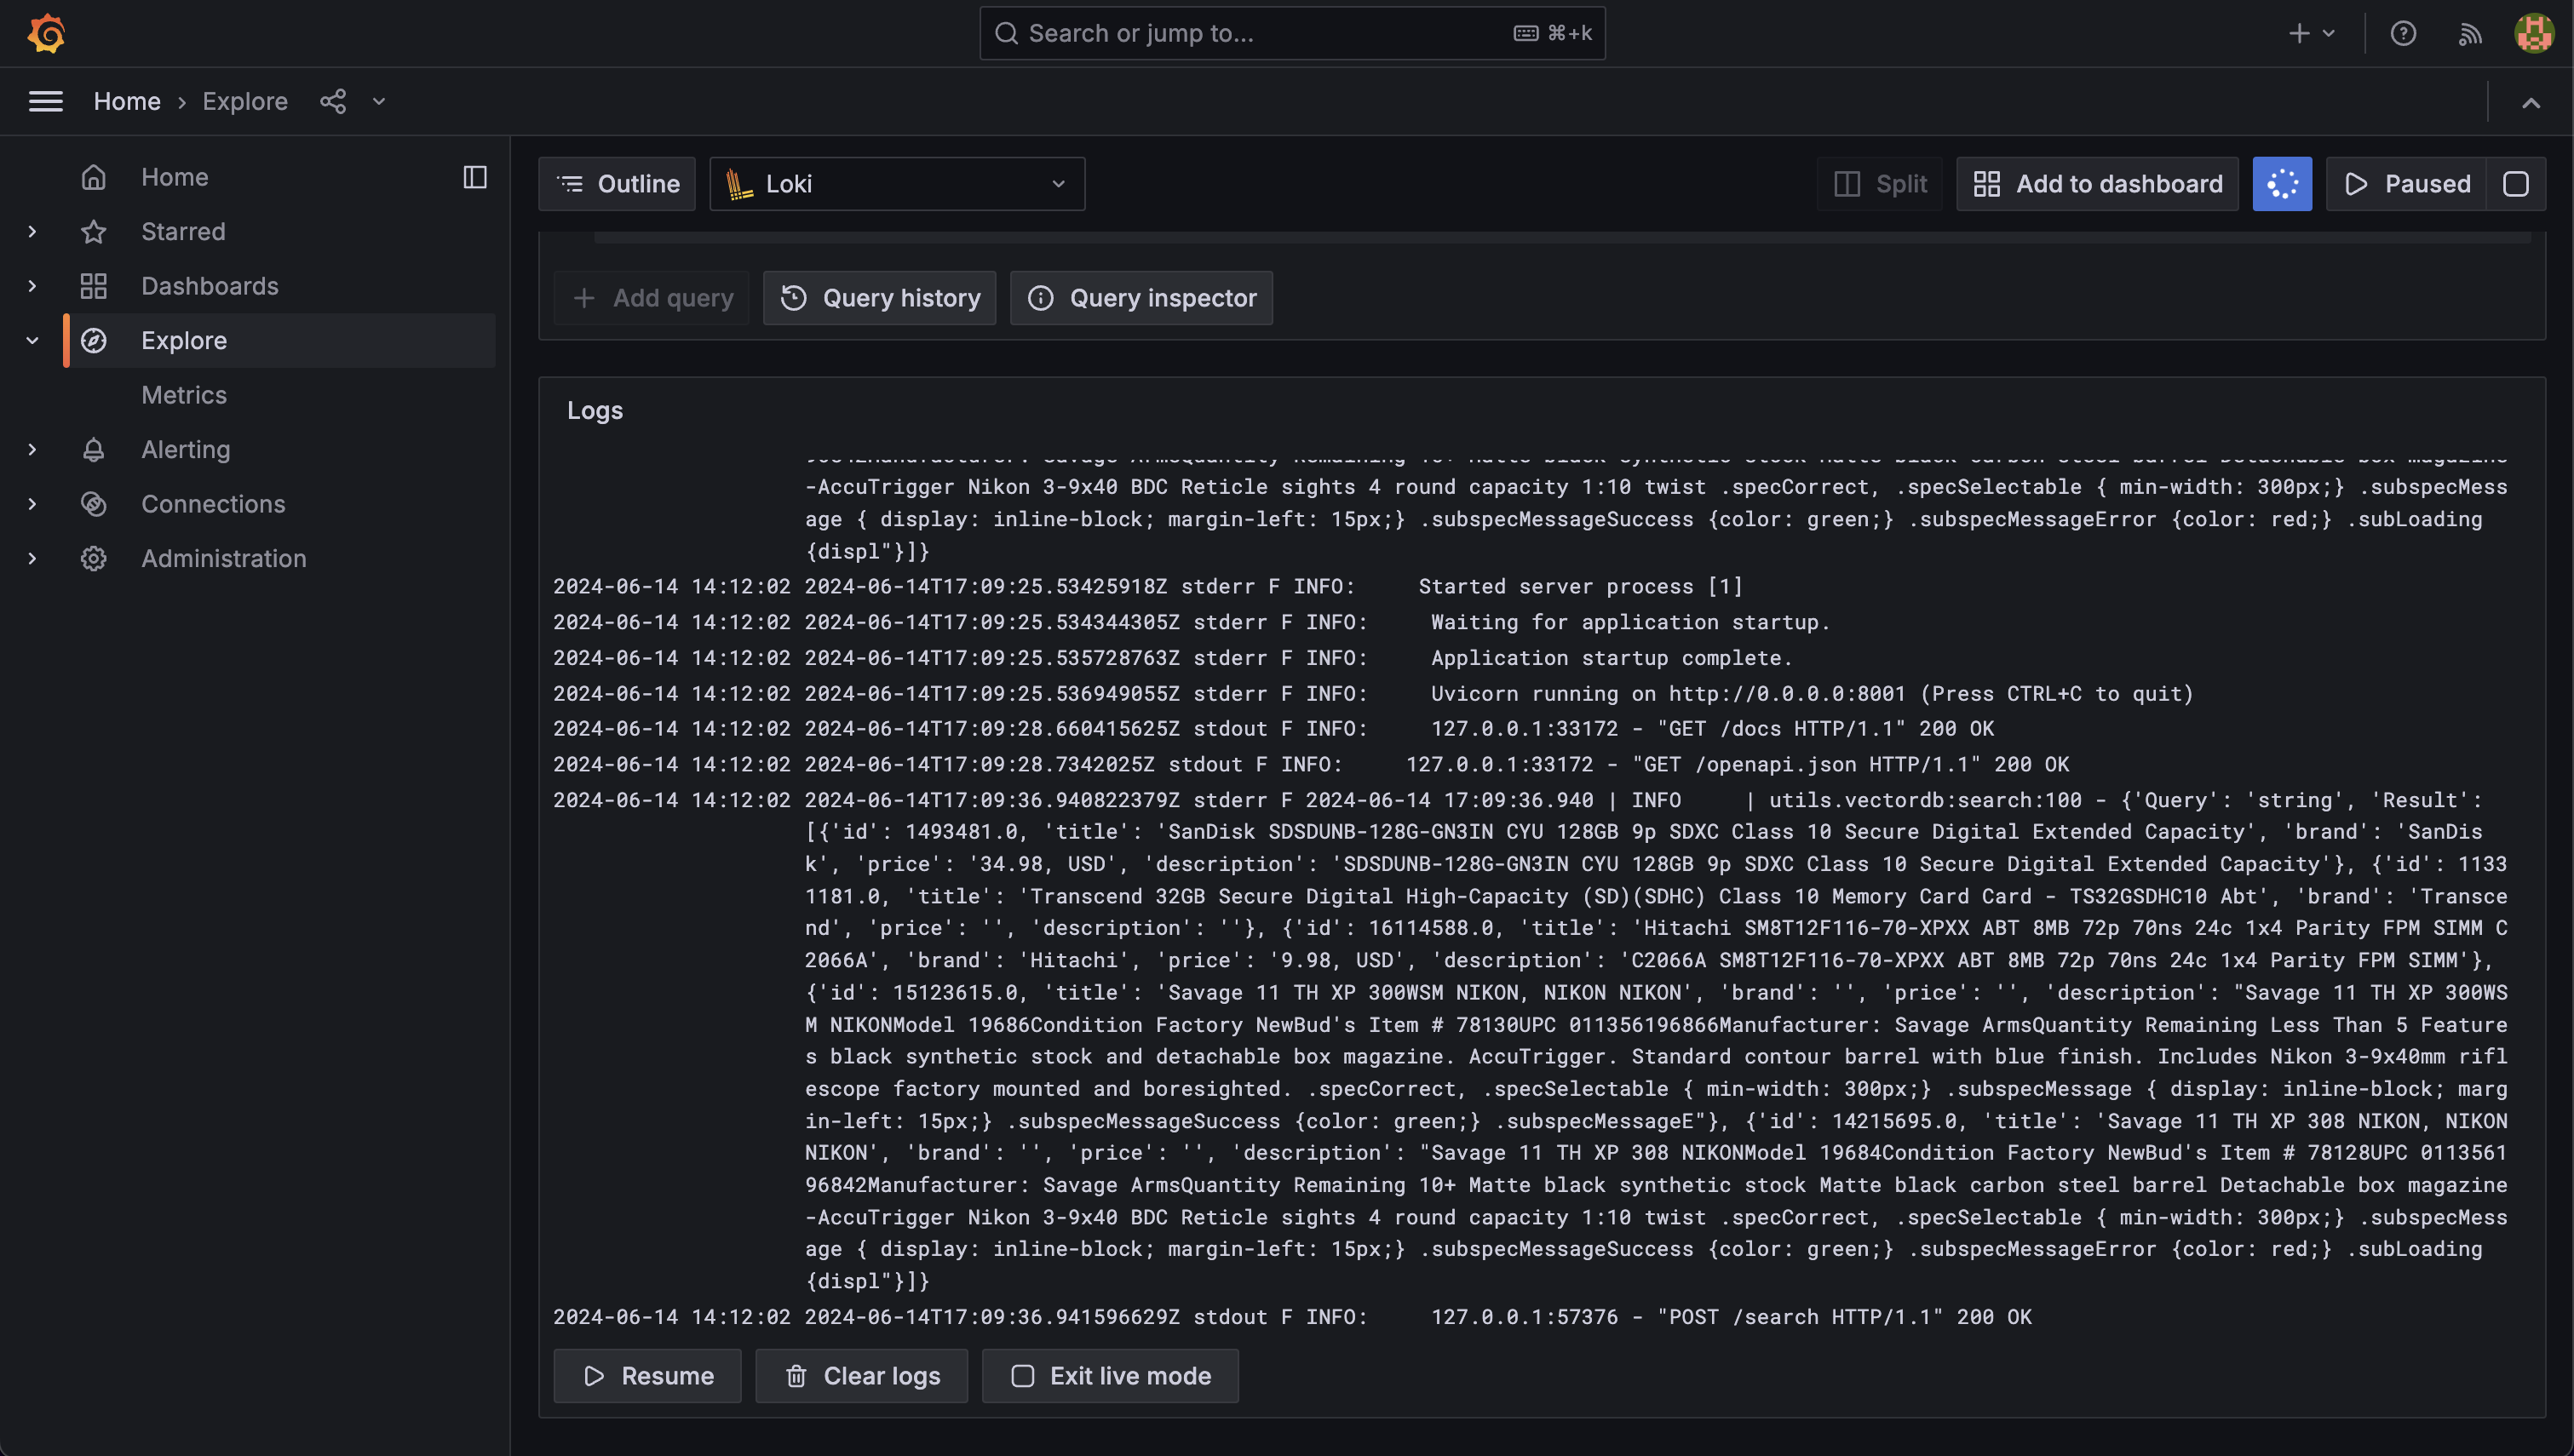 Search or jump to...
⌘+k
Home
Explore
Home
Starred
Dashboards
Explore
Metrics
Alerting
Connections
Administration
Outline
Loki
Split
Add to dashboard
Paused
Add query
Query history
Query inspector
Logs
-AccuTrigger Nikon 3-9x40 BDC Reticle sights 4 round capacity 1:10 twist .specCorrect, .specSelectable { min-width: 300px;} .subspecMess
age { display: inline-block; margin-left: 15px;} .subspecMessageSuccess {color: green;} .subspecMessageError {color: red;} .subLoading
{displ"}]}
2024-06-14 14:12:02 2024-06-14T17:09:25.53425918Z stderr F INFO:     Started server process [1]
2024-06-14 14:12:02 2024-06-14T17:09:25.534344305Z stderr F INFO:     Waiting for application startup.
2024-06-14 14:12:02 2024-06-14T17:09:25.535728763Z stderr F INFO:     Application startup complete.
2024-06-14 14:12:02 2024-06-14T17:09:25.536949055Z stderr F INFO:     Uvicorn running on http://0.0.0.0:8001 (Press CTRL+C to quit)
2024-06-14 14:12:02 2024-06-14T17:09:28.660415625Z stdout F INFO:     127.0.0.1:33172 - "GET /docs HTTP/1.1" 200 OK
2024-06-14 14:12:02 2024-06-14T17:09:28.7342025Z stdout F INFO:     127.0.0.1:33172 - "GET /openapi.json HTTP/1.1" 200 OK
2024-06-14 14:12:02 2024-06-14T17:09:36.940822379Z stderr F 2024-06-14 17:09:36.940 | INFO     | utils.vectordb:search:100 - {'Query': 'string', 'Result':
[{'id': 1493481.0, 'title': 'SanDisk SDSDUNB-128G-GN3IN CYU 128GB 9p SDXC Class 10 Secure Digital Extended Capacity', 'brand': 'SanDis
k', 'price': '34.98, USD', 'description': 'SDSDUNB-128G-GN3IN CYU 128GB 9p SDXC Class 10 Secure Digital Extended Capacity'}, {'id': 1133
1181.0, 'title': 'Transcend 32GB Secure Digital High-Capacity (SD)(SDHC) Class 10 Memory Card Card - TS32GSDHC10 Abt', 'brand': 'Transce
nd', 'price': '', 'description': ''}, {'id': 16114588.0, 'title': 'Hitachi SM8T12F116-70-XPXX ABT 8MB 72p 70ns 24c 1x4 Parity FPM SIMM C
2066A', 'brand': 'Hitachi', 'price': '9.98, USD', 'description': 'C2066A SM8T12F116-70-XPXX ABT 8MB 72p 70ns 24c 1x4 Parity FPM SIMM'},
{'id': 15123615.0, 'title': 'Savage 11 TH XP 300WSM NIKON, NIKON NIKON', 'brand': '', 'price': '', 'description': "Savage 11 TH XP 300WS
M NIKONModel 19686Condition Factory NewBud's Item # 78130UPC 011356196866Manufacturer: Savage ArmsQuantity Remaining Less Than 5 Feature
s black synthetic stock and detachable box magazine. AccuTrigger. Standard contour barrel with blue finish. Includes Nikon 3-9x40mm rifl
escope factory mounted and boresighted. .specCorrect, .specSelectable { min-width: 300px;} .subspecMessage { display: inline-block; marg
in-left: 15px;} .subspecMessageSuccess {color: green;} .subspecMessageE"}, {'id': 14215695.0, 'title': 'Savage 11 TH XP 308 NIKON, NIKON
NIKON', 'brand': '', 'price': '', 'description': "Savage 11 TH XP 308 NIKONModel 19684Condition Factory NewBud's Item # 78128UPC 0113561
96842Manufacturer: Savage ArmsQuantity Remaining 10+ Matte black synthetic stock Matte black carbon steel barrel Detachable box magazine
-AccuTrigger Nikon 3-9x40 BDC Reticle sights 4 round capacity 1:10 twist .specCorrect, .specSelectable { min-width: 300px;} .subspecMess
age { display: inline-block; margin-left: 15px;} .subspecMessageSuccess {color: green;} .subspecMessageError {color: red;} .subLoading
{displ"}]}
2024-06-14 14:12:02 2024-06-14T17:09:36.941596629Z stdout F INFO:     127.0.0.1:57376 - "POST /search HTTP/1.1" 200 OK
Resume
Clear logs
Exit live mode